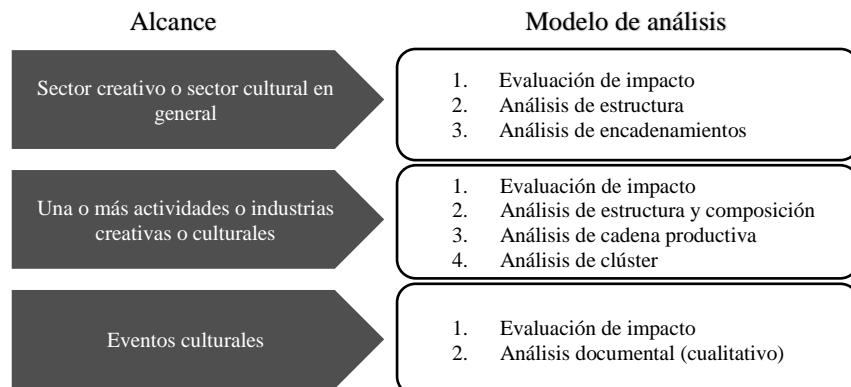 Alcance
Modelo de análisis
Sector creativo o sector cultural en
general
1. Evaluación de impacto
2. Análisis de estructura
3. Análisis de encadenamientos
Una o más actividades o industrias
creativas o culturales
1. Evaluación de impacto
2. Análisis de estructura y composición
3. Análisis de cadena productiva
4. Análisis de clúster
Eventos culturales
1. Evaluación de impacto
2. Análisis documental (cualitativo)